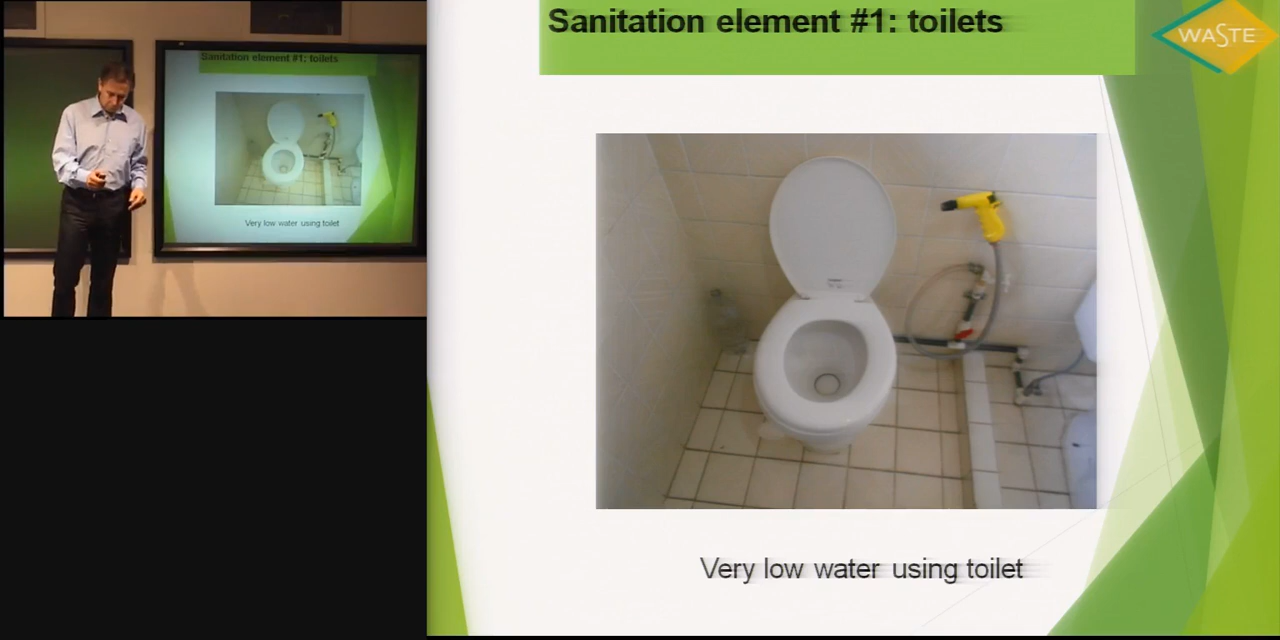 Sanitation element #1: toilets
WASTE
Very low water using toilet
Sanitation element #1: toilets
Very low water using toilet